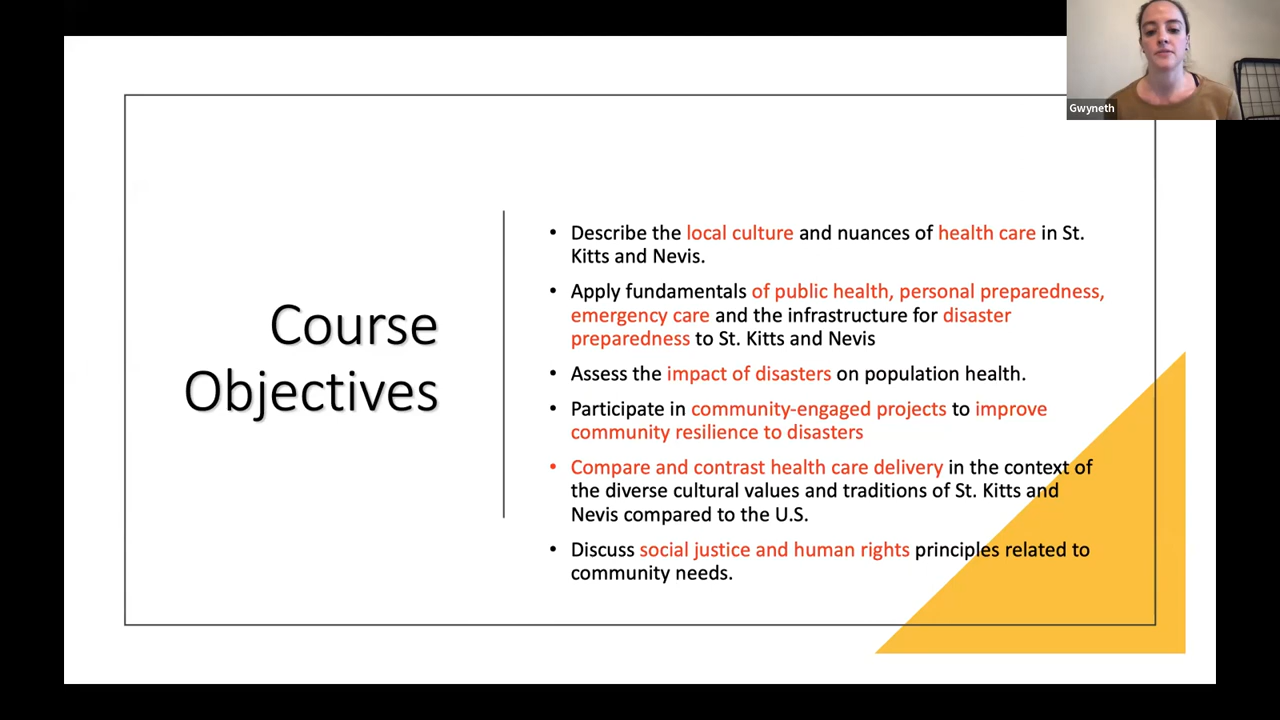 Gwyneth
Course
Objectives
• Describe the local culture and nuances of health care in St.
Kitts and Nevis.
• Apply fundamentals of public health, personal preparedness,
emergency care and the infrastructure for disaster
preparedness to St. Kitts and Nevis
• Assess the impact of disasters on population health.
• Participate in community-engaged projects to improve
community resilience to disasters
• Compare and contrast health care delivery in the context of
the diverse cultural values and traditions of St. Kitts and
Nevis compared to the U.S.
• Discuss social justice and human rights principles related to
community needs.